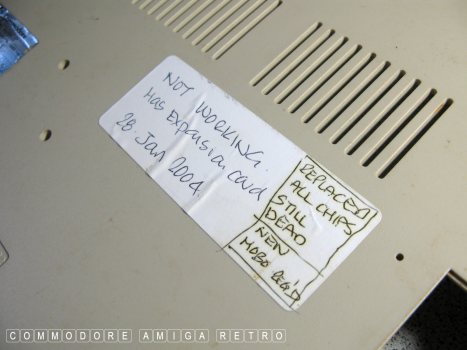 NOT WORKING.
Has Expansion card
28. Jan 2004.
REPLACED
ALL CHIPS
STILL
DEAD
NEW
MOBO REQ'D
COMMODORE AMIGA RETRO